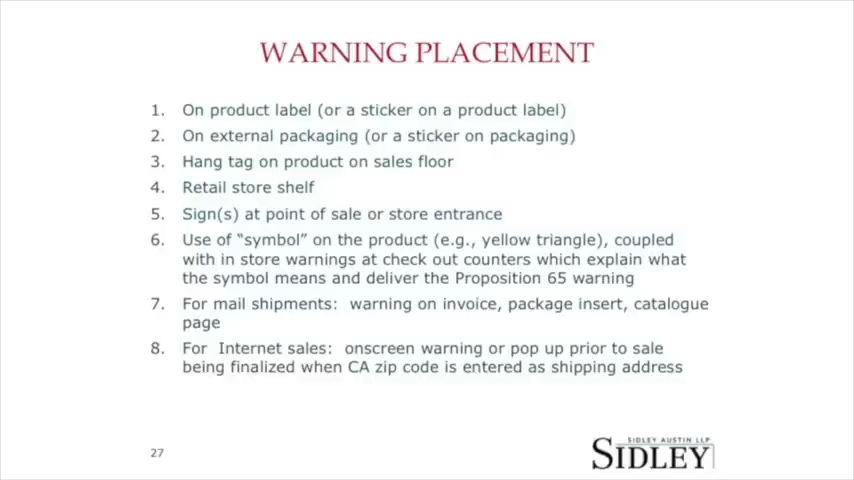 WARNING PLACEMENT
1. On product label (or a sticker on a product label)
2. On external packaging (or a sticker on packaging)
3. Hang tag on product on sales floor
4. Retail store shelf
5. Sign(s) at point of sale or store entrance
6. Use of “symbol” on the product (e.g., yellow triangle), coupled
with in store warnings at check out counters which explain what
the symbol means and deliver the Proposition 65 warning
7. For mail shipments: warning on invoice, package insert, catalogue
page
8. For Internet sales: onscreen warning or pop up prior to sale
being finalized when CA zip code is entered as shipping address
27
SIDLEY AUSTIN LLP
SIDLEY